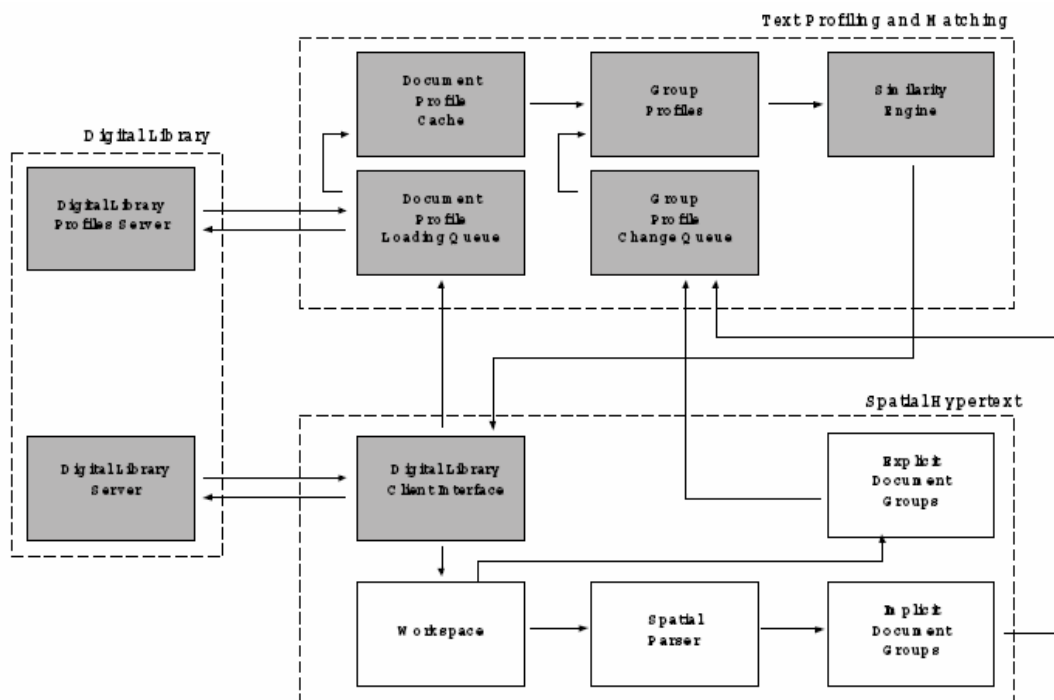 Text Profiling and Matching
Document
Profile
Cache
Group
Profiles
Similarity
Engine
Digital Library
Digital Library
Profiles Server
Document
Profile
Loading Queue
Group
Profile
Change Queue
Spatial Hypertext
Digital Library
Server
Digital Library
Client Interface
Explicit
Document
Groups
Workspace
Spatial
Parser
Implicit
Document
Groups